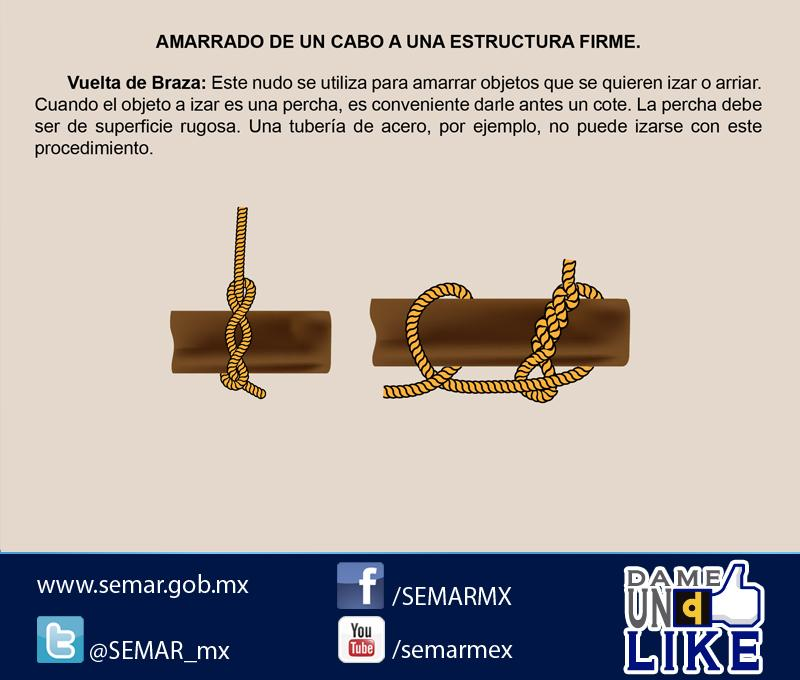 AMARRADO DE UN CABO A UNA ESTRUCTURA FIRME.
Vuelta de Braza: Este nudo se utiliza para amarrar objetos que se quieren izar o arriar.
Cuando el objeto a izar es una percha, es conveniente darle antes un cote. La percha debe
ser de superficie rugosa. Una tubería de acero, por ejemplo, no puede izarse con este
procedimiento.
www.semar.gob.mx
@SEMAR_mx
f /SEMARMX
You Tube /semarmex
DAME
UN d
LIKE